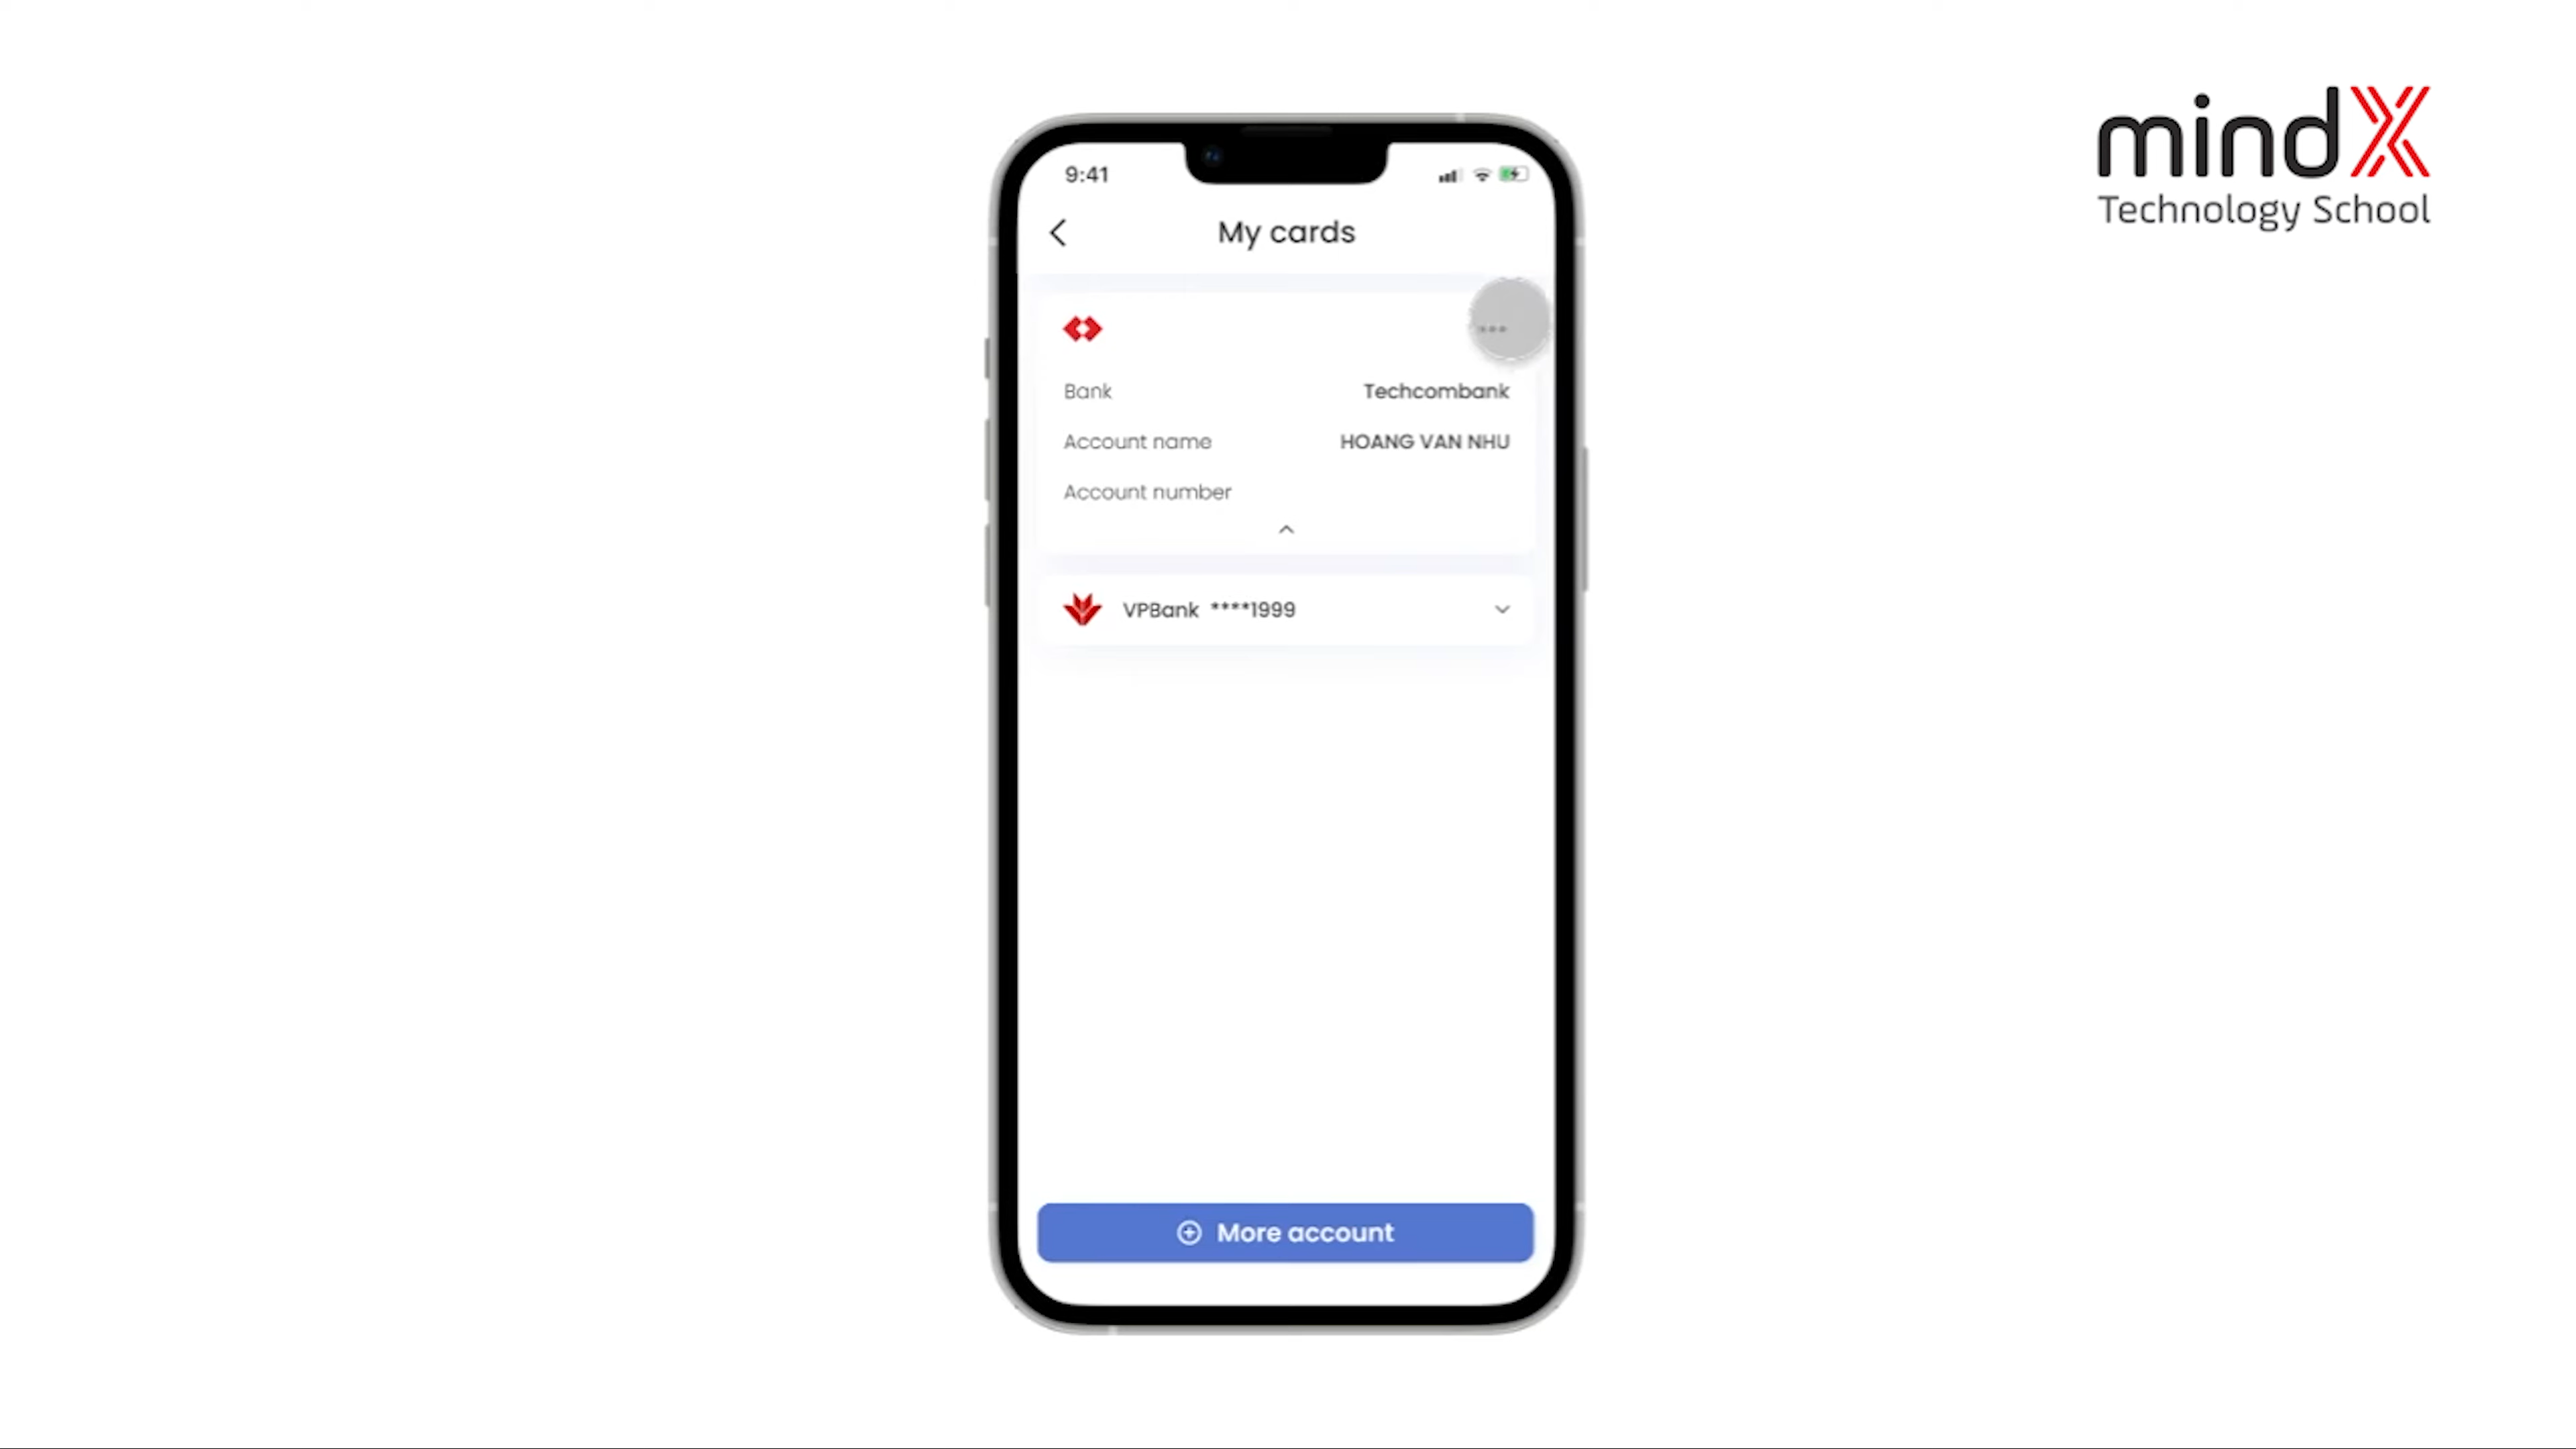 mindX
Technology School
9:41
My cards
Bank Techcombank
Account name HOANG VAN NHU
Account number
VPBank ****1999
More account